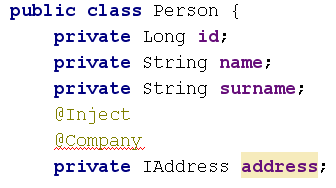 public class Person {
    private Long id;
    private String name;
    private String surname;
    @Inject
    @Company
    private IAddress address;